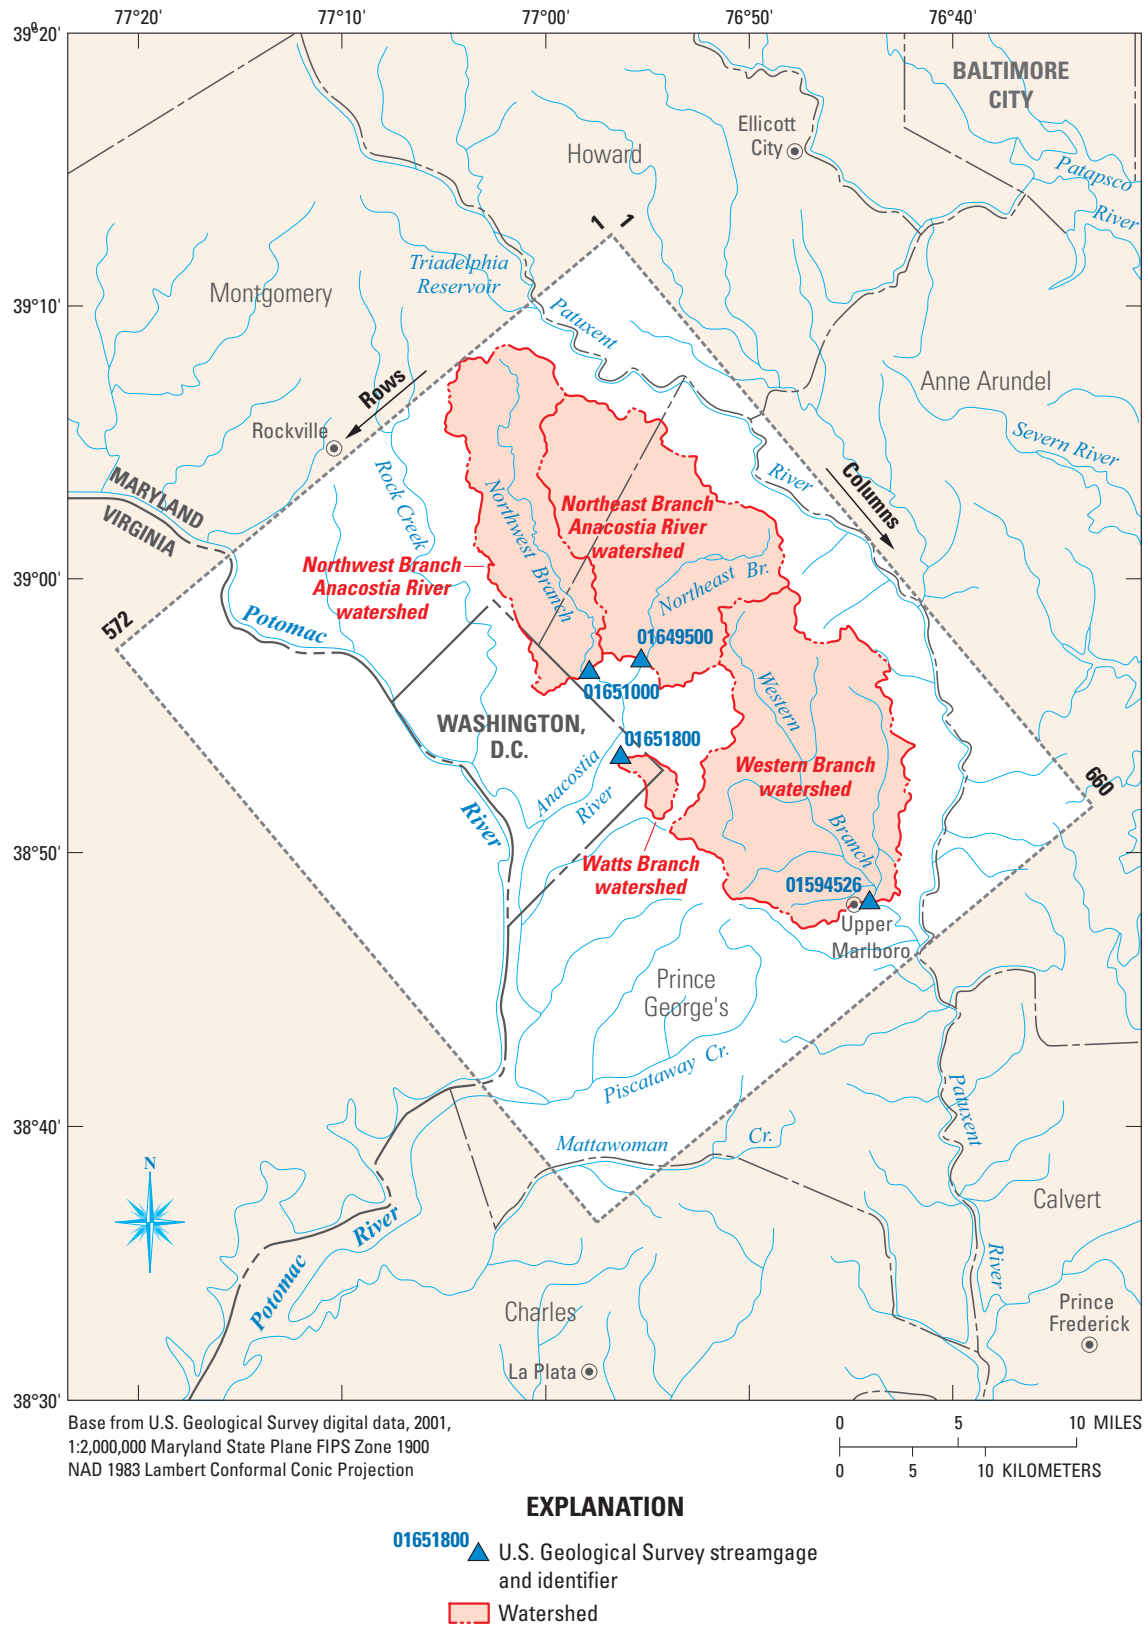 77°20'
77°10'
77°00'
76°50'
76°40'
39°20'
BALTIMORE
CITY
Ellicott
City
Howard
Patapsco
River
1
1
Triadelphia
Reservoir
Montgomery
39°10'
Patuxent
Anne Arundel
Rows
Rockville
Severn River
River
Columns
Rock Creek
MARYLAND
VIRGINIA
Northwest Branch
Northeast Branch
Anacostia River
watershed
39°00'
Northwest Branch
Anacostia River
watershed
Northeast Br.
572
Potomac
01649500
01651000
Western
WASHINGTON,
D.C.
01651800
Anacostia
River
Western Branch
watershed
660
River
Branch
38°50'
Watts Branch
watershed
01594526
Upper
Marlboro
Prince
George's
Piscataway Cr.
Patuxent
38°40'
Mattawoman
Cr.
N
Calvert
River
Potomac
River
Charles
Prince
Frederick
La Plata
38°30'
Base from U.S. Geological Survey digital data, 2001,
1:2,000,000 Maryland State Plane FIPS Zone 1900
NAD 1983 Lambert Conformal Conic Projection
0 5 10 MILES
0 5 10 KILOMETERS
EXPLANATION
01651800
U.S. Geological Survey streamgage
and identifier
Watershed